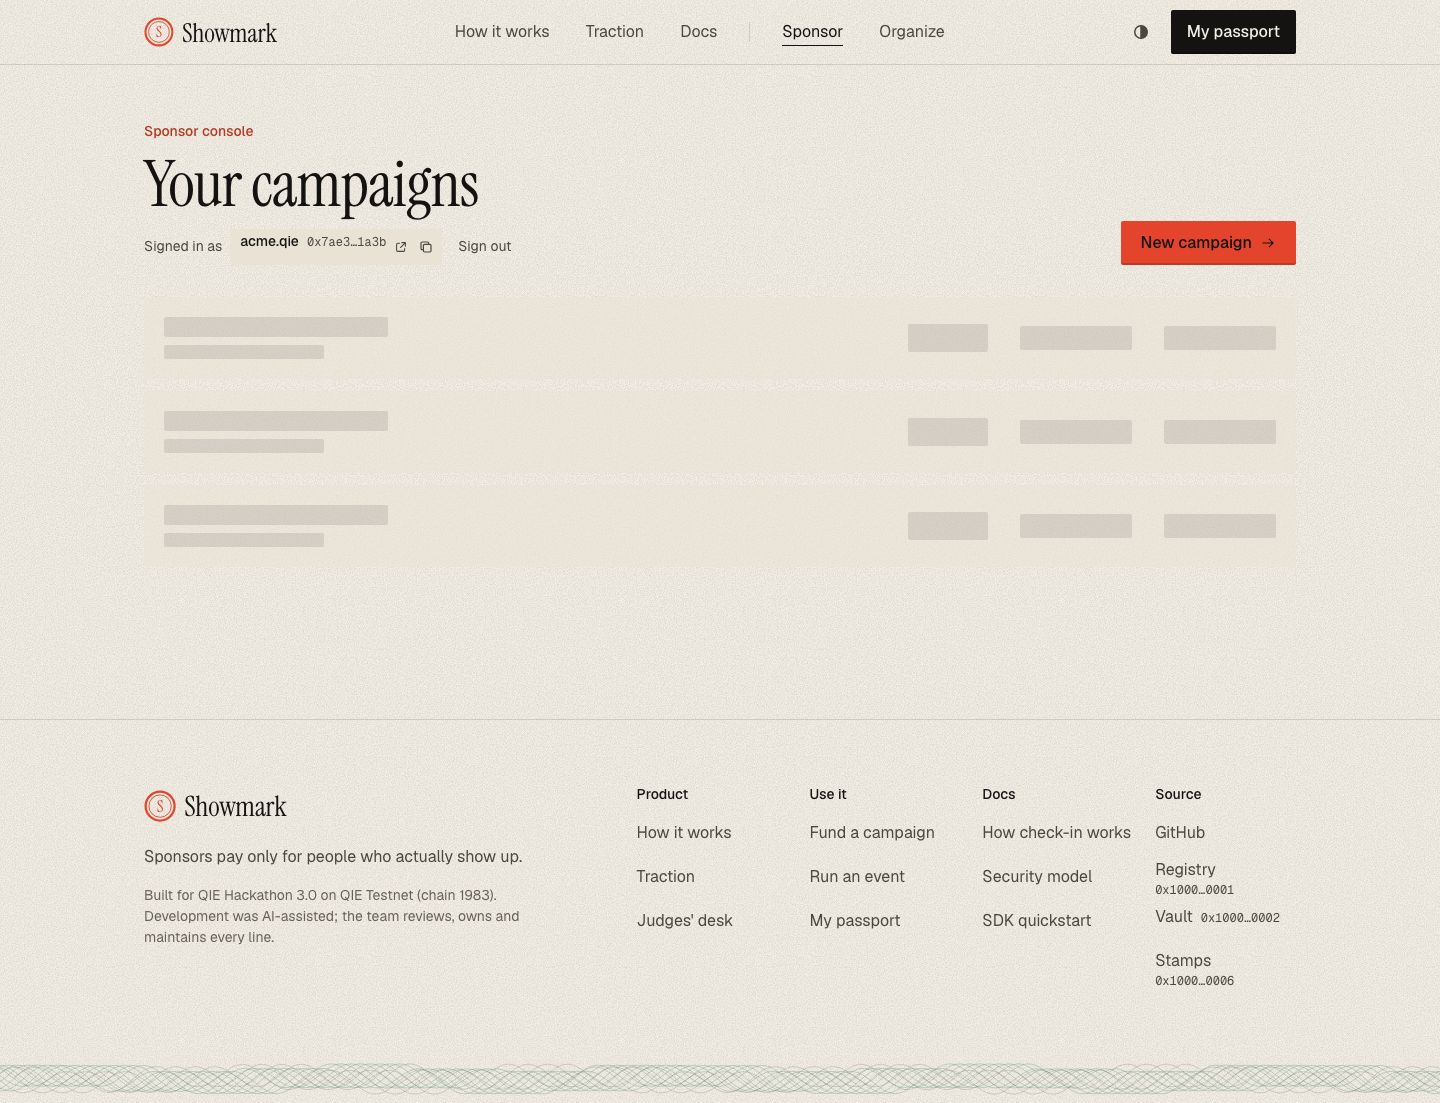 S Showmark
How it works
Traction
Docs
Sponsor
Organize
My passport
Sponsor console
Your campaigns
Signed in as acme.qie 0x7ae3…1a3b Sign out
New campaign →
S Showmark
Sponsors pay only for people who actually show up.
Built for QIE Hackathon 3.0 on QIE Testnet (chain 1983).
Development was AI-assisted; the team reviews, owns and
maintains every line.
Product
How it works
Traction
Judges' desk
Use it
Fund a campaign
Run an event
My passport
Docs
How check-in works
Security model
SDK quickstart
Source
GitHub
Registry
0x1000…0001
Vault 0x1000…0002
Stamps
0x1000…0006